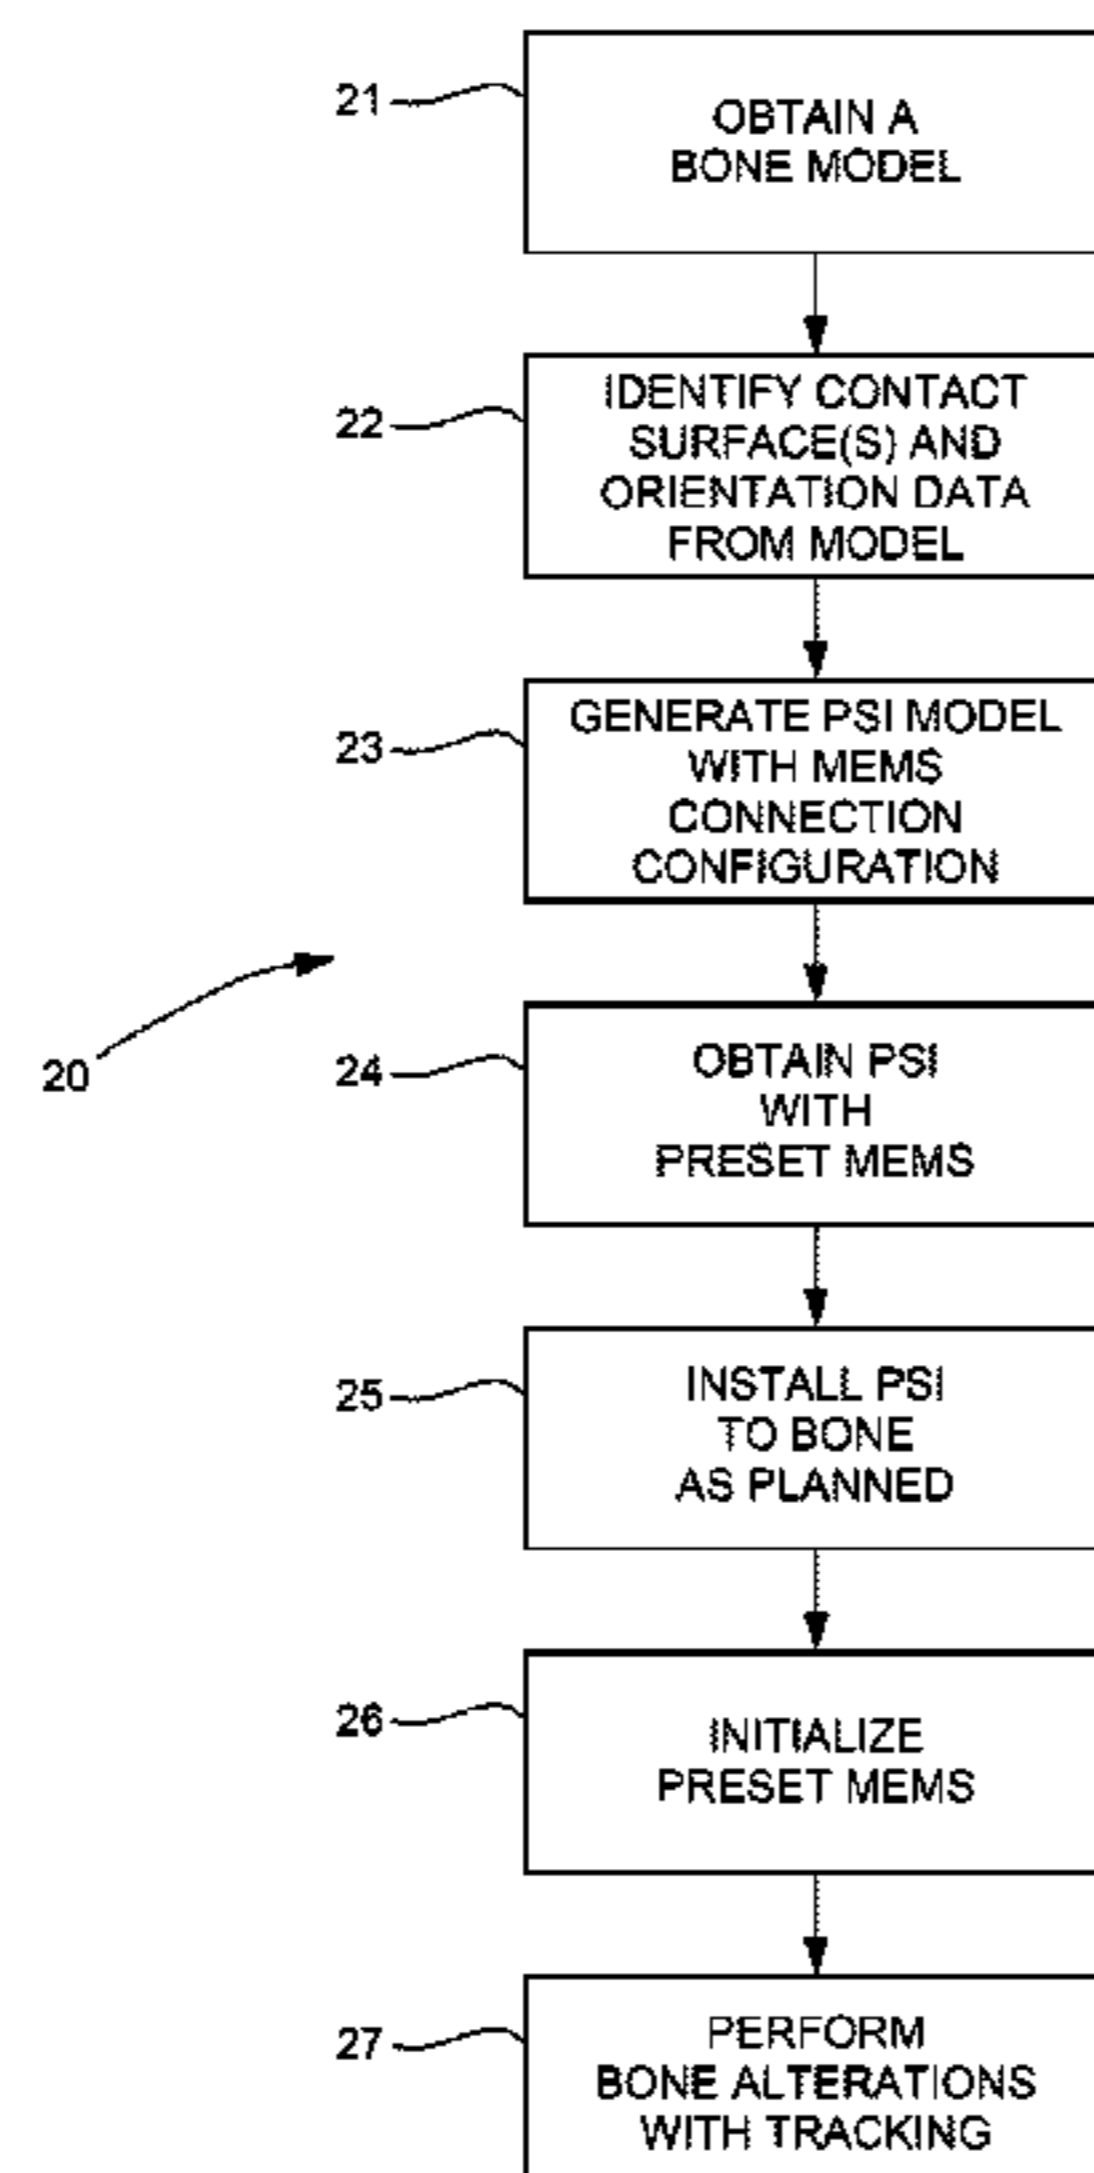 21
OBTAIN A
BONE MODEL
22
IDENTIFY CONTACT
SURFACE(S) AND
ORIENTATION DATA
FROM MODEL
23
GENERATE PSI MODEL
WITH MEMS
CONNECTION
CONFIGURATION
20
24
OBTAIN PSI
WITH
PRESET MEMS
25
INSTALL PSI
TO BONE
AS PLANNED
26
INITIALIZE
PRESET MEMS
27
PERFORM
BONE ALTERATIONS
WITH TRACKING